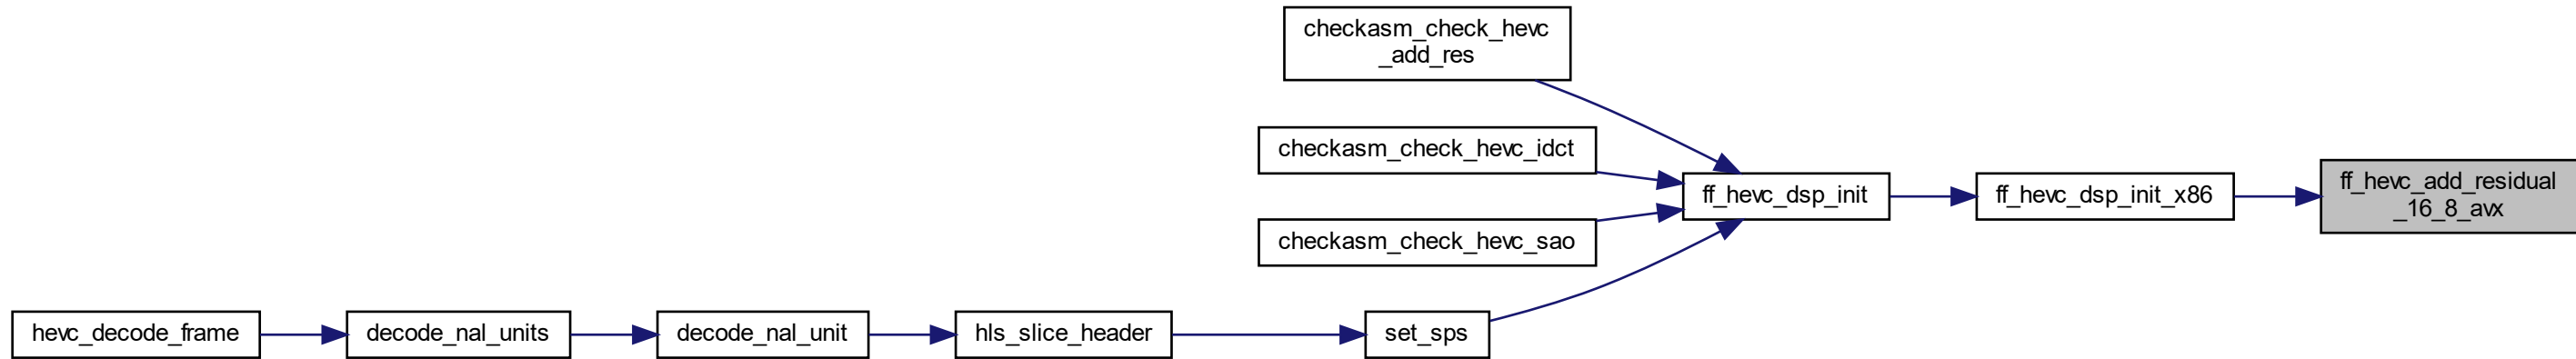 checkasm_check_hevc
_add_res
checkasm_check_hevc_idct
ff_hevc_dsp_init
ff_hevc_dsp_init_x86
ff_hevc_add_residual
_16_8_avx
checkasm_check_hevc_sao
hevc_decode_frame
decode_nal_units
decode_nal_unit
hls_slice_header
set_sps